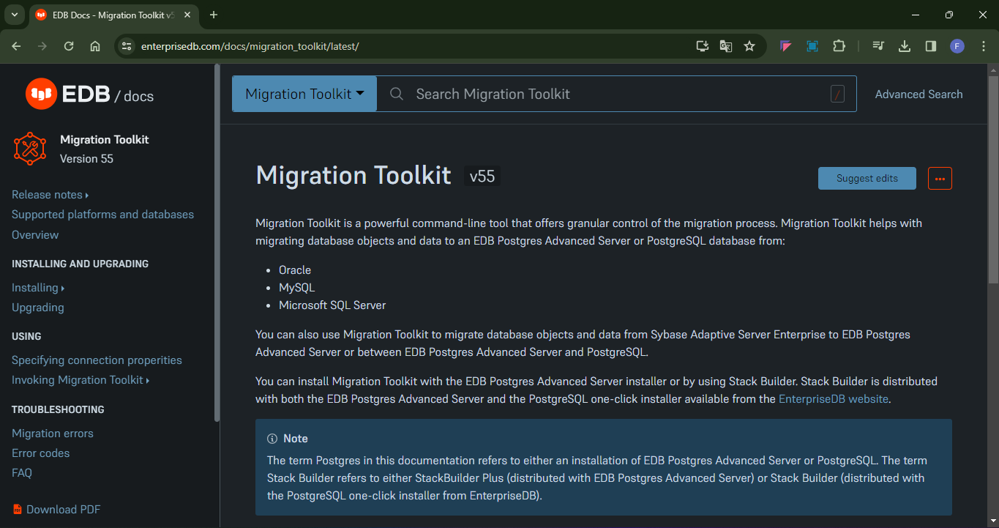 EDB Docs - Migration Toolkit v5
enterprisedb.com/docs/migration_toolkit/latest/
F
EDB / docs
Migration Toolkit
Version 55
Release notes
Supported platforms and databases
Overview
INSTALLING AND UPGRADING
Installing
Upgrading
USING
Specifying connection properities
Invoking Migration Toolkit
TROUBLESHOOTING
Migration errors
Error codes
FAQ
Download PDF
Migration Toolkit
Search Migration Toolkit
/
Advanced Search
Migration Toolkit v55
Suggest edits
Migration Toolkit is a powerful command-line tool that offers granular control of the migration process. Migration Toolkit helps with
migrating database objects and data to an EDB Postgres Advanced Server or PostgreSQL database from:
• Oracle
• MySQL
• Microsoft SQL Server
You can also use Migration Toolkit to migrate database objects and data from Sybase Adaptive Server Enterprise to EDB Postgres
Advanced Server or between EDB Postgres Advanced Server and PostgreSQL.
You can install Migration Toolkit with the EDB Postgres Advanced Server installer or by using Stack Builder. Stack Builder is distributed
with both the EDB Postgres Advanced Server and the PostgreSQL one-click installer available from the EnterpriseDB website.
Note
The term Postgres in this documentation refers to either an installation of EDB Postgres Advanced Server or PostgreSQL. The term
Stack Builder refers to either StackBuilder Plus (distributed with EDB Postgres Advanced Server) or Stack Builder (distributed with
the PostgreSQL one-click installer from EnterpriseDB).